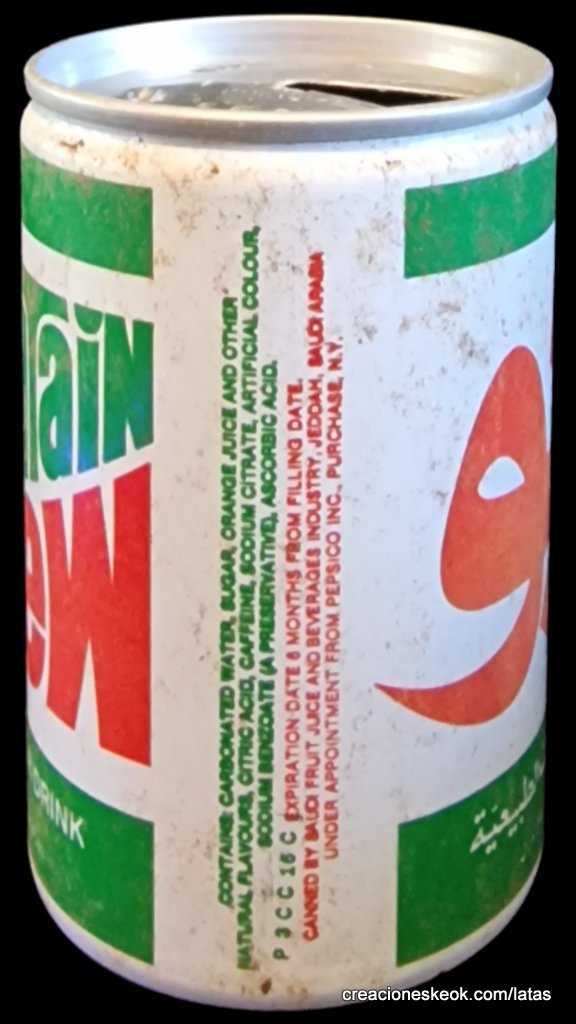 ain
ew
DRINK
CONTAINS: CARBONATED WATER, SUGAR, ORANGE JUICE AND OTHER
NATURAL FLAVOURS, CITRIC ACID, CAFFEINE, SODIUM CITRATE, ARTIFICIAL COLOUR,
SODIUM BENZOATE (A PRESERVATIVE), ASCORBIC ACID.
P 3 C C 16 C EXPIRATION DATE 6 MONTHS FROM FILLING DATE.
CANNED BY SAUDI FRUIT JUICE AND BEVERAGES INDUSTRY, JEDDAH, SAUDI ARABIA
UNDER APPOINTMENT FROM PEPSICO INC., PURCHASE, N.Y.
و
الطبيعية
creacioneskeok.com/latas